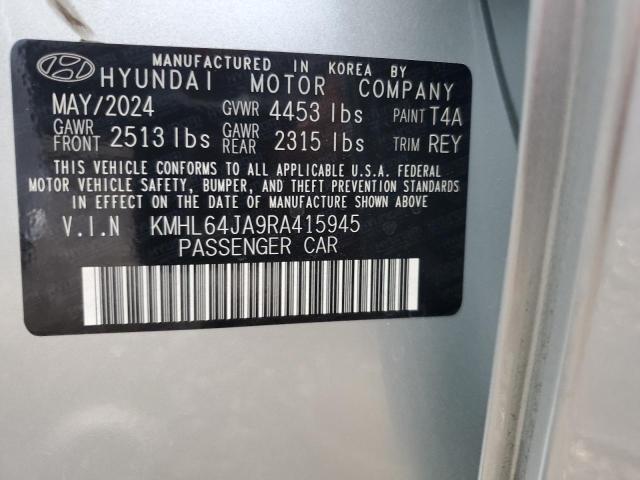 MANUFACTURED IN KOREA BY
HYUNDAI MOTOR COMPANY
MAY/2024 GVWR 4453 lbs PAINT T4A
GAWR FRONT 2513 lbs GAWR REAR 2315 lbs TRIM REY
THIS VEHICLE CONFORMS TO ALL APPLICABLE U.S.A. FEDERAL
MOTOR VEHICLE SAFETY, BUMPER, AND THEFT PREVENTION STANDARDS
IN EFFECT ON THE DATE OF MANUFACTURE SHOWN ABOVE
V.I.N KMHL64JA9RA415945
PASSENGER CAR